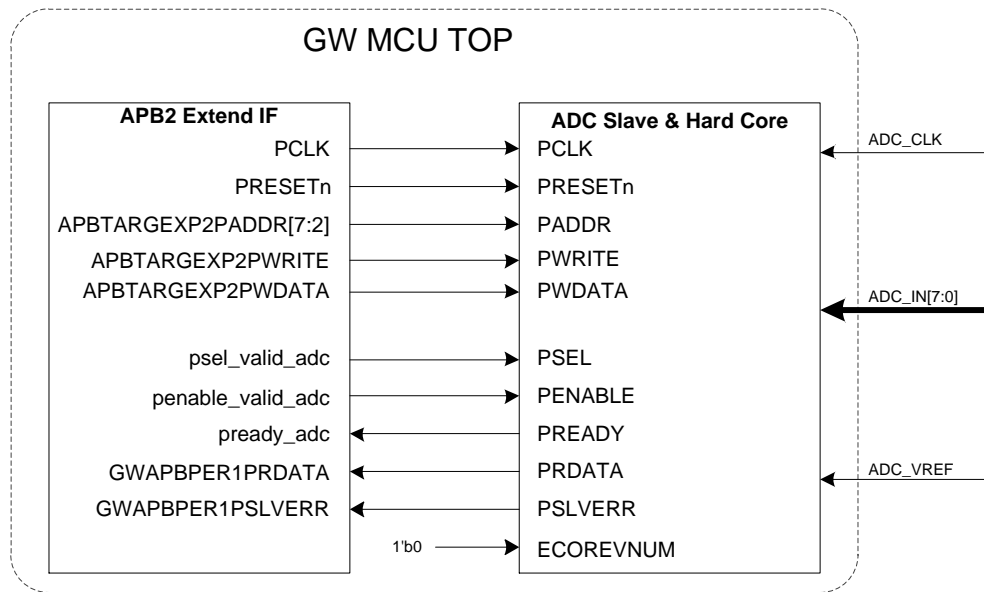 GW MCU TOP
APB2 Extend IF
PCLK
PRESETn
APBTARGEXP2PADDR[7:2]
APBTARGEXP2PWRITE
APBTARGEXP2PWDATA
psel_valid_adc
penable_valid_adc
pready_adc
GWAPBPER1PRDATA
GWAPBPER1PSLVERR
1'b0
ADC Slave & Hard Core
PCLK
PRESETn
PADDR
PWRITE
PWDATA
PSEL
PENABLE
PREADY
PRDATA
PSLVERR
ECOREVNUM
ADC_CLK
ADC_IN[7:0]
ADC_VREF